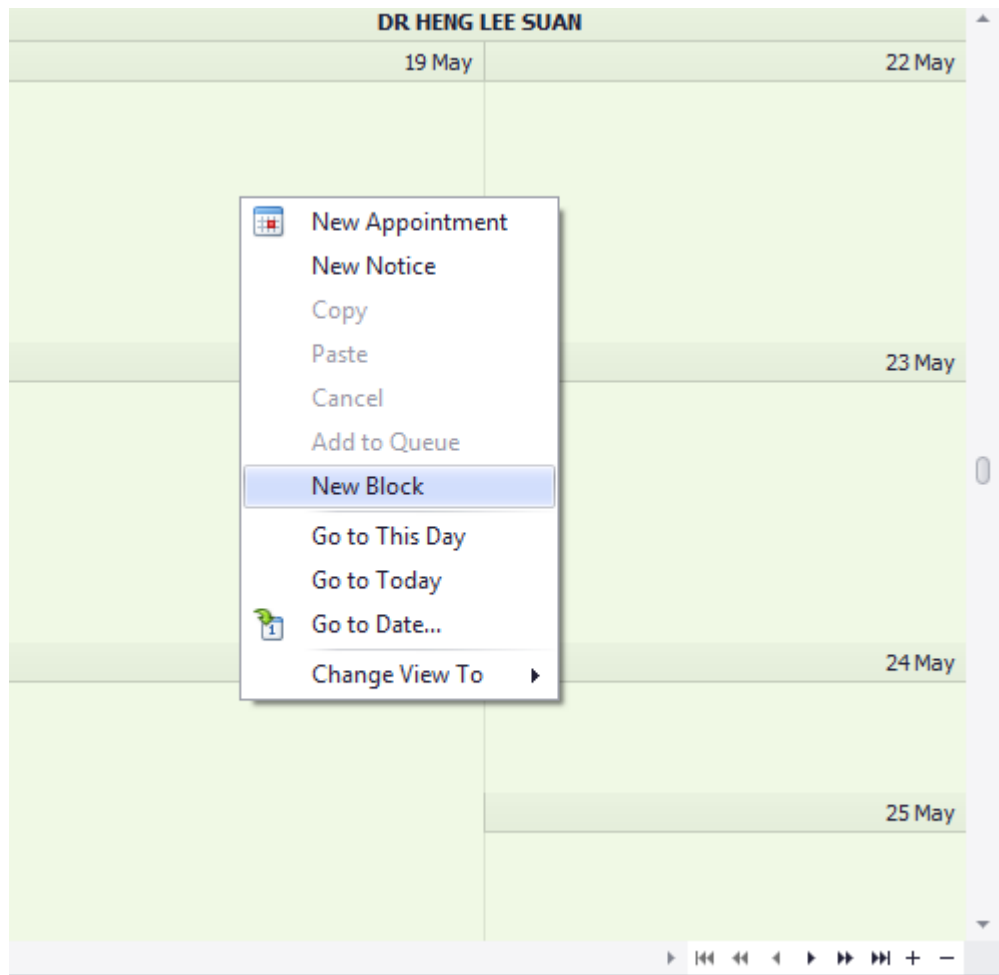 DR HENG LEE SUAN
19 May
22 May
New Appointment
New Notice
Copy
Paste
Cancel
Add to Queue
New Block
Go to This Day
Go to Today
1
Go to Date...
Change View To
23 May
24 May
25 May